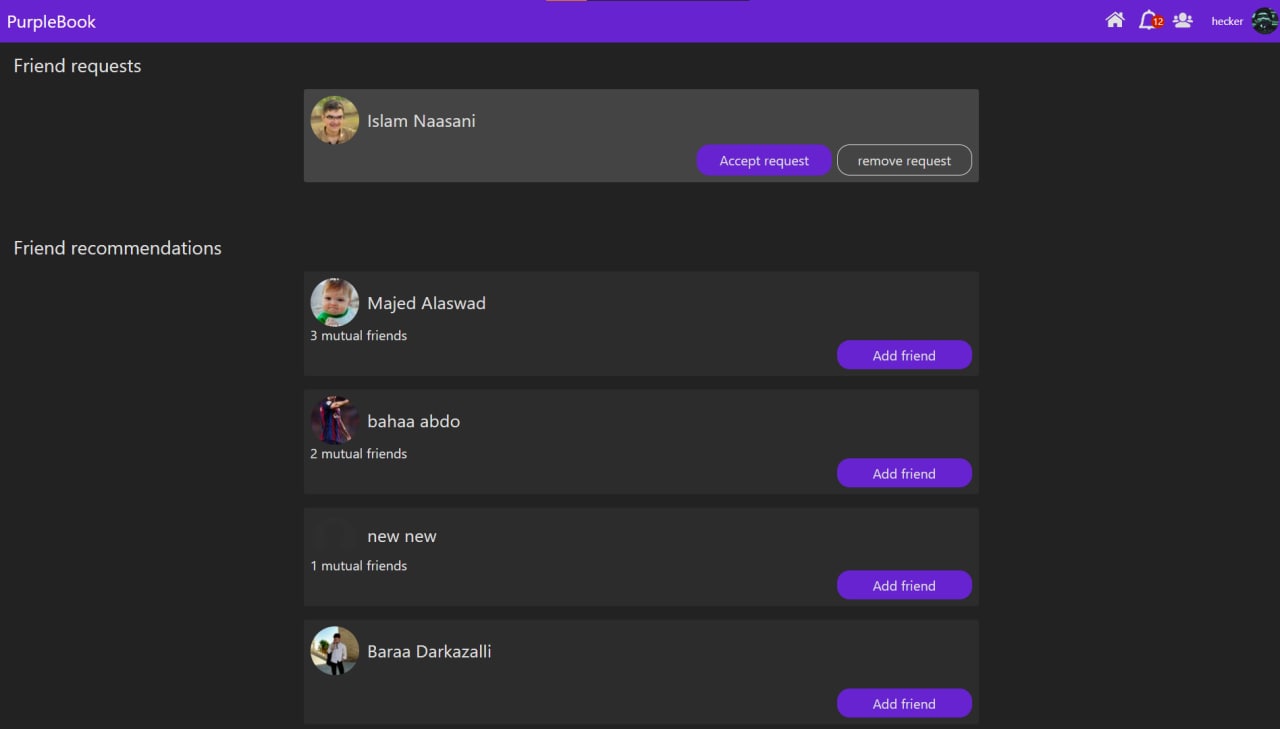 PurpleBook
12
hecker
Friend requests
Islam Naasani
Accept request
remove request
Friend recommendations
Majed Alaswad
3 mutual friends
Add friend
bahaa abdo
2 mutual friends
Add friend
new new
1 mutual friends
Add friend
Baraa Darkazalli
Add friend